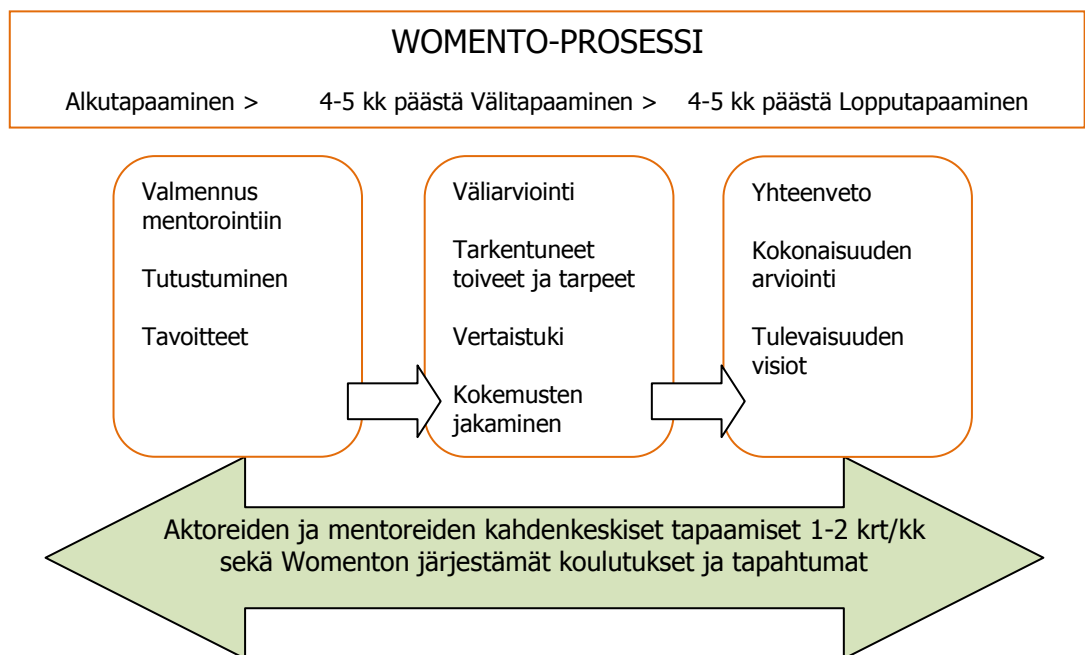 WOMENTO-PROSESSI
Alkutapaaminen > 4-5 kk päästä Välitapaaminen > 4-5 kk päästä Lopputapaaminen
Valmennus
mentorointiin
Tutustuminen
Tavoitteet
Väliarviointi
Tarkentuneet
toiveet ja tarpeet
Vertaistuki
Kokemusten
jakaminen
Yhteenveto
Kokonaisuuden
arviointi
Tulevaisuuden
visiot
Aktoreiden ja mentoreiden kahdenkeskiset tapaamiset 1-2 krt/kk
sekä Womenton järjestämät koulutukset ja tapahtumat